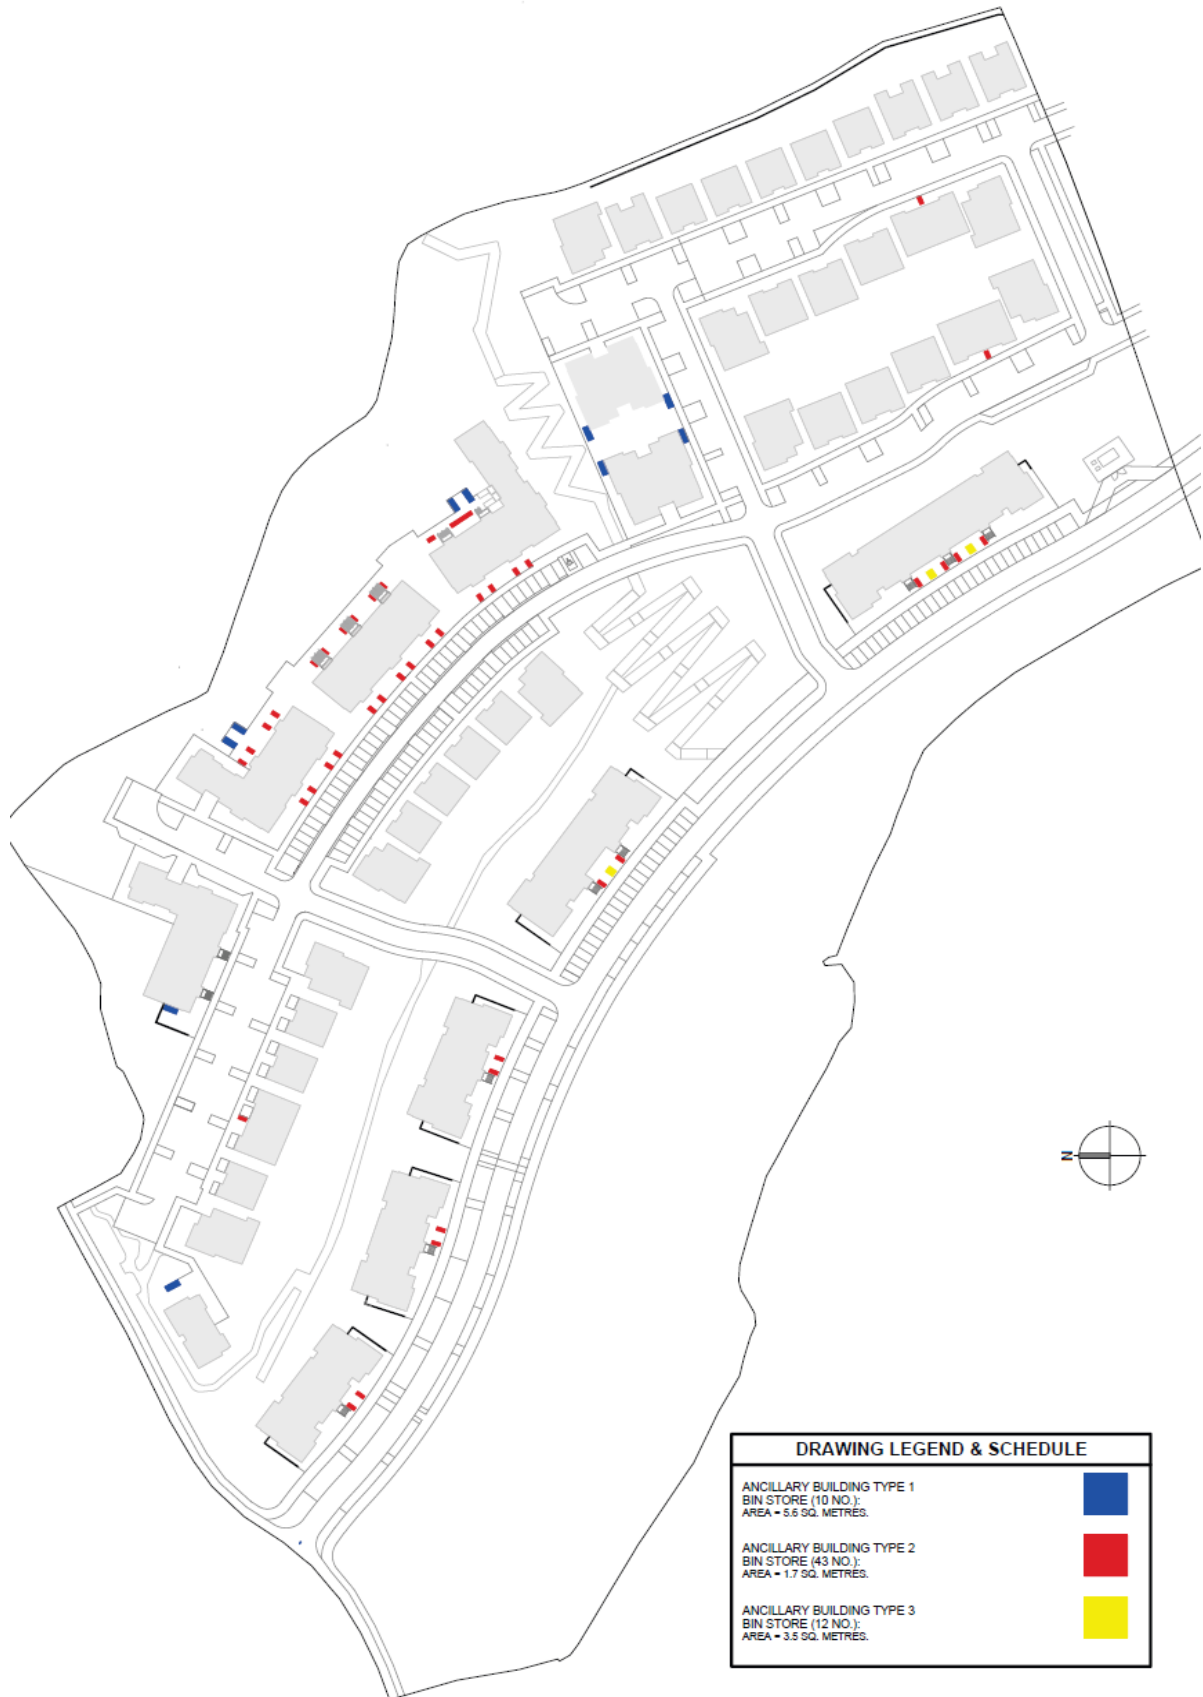 N
DRAWING LEGEND & SCHEDULE
ANCILLARY BUILDING TYPE 1
BIN STORE (10 NO.):
AREA = 5.6 SQ. METRES.
ANCILLARY BUILDING TYPE 2
BIN STORE (43 NO.):
AREA = 1.7 SQ. METRES.
ANCILLARY BUILDING TYPE 3
BIN STORE (12 NO.):
AREA = 3.5 SQ. METRES.